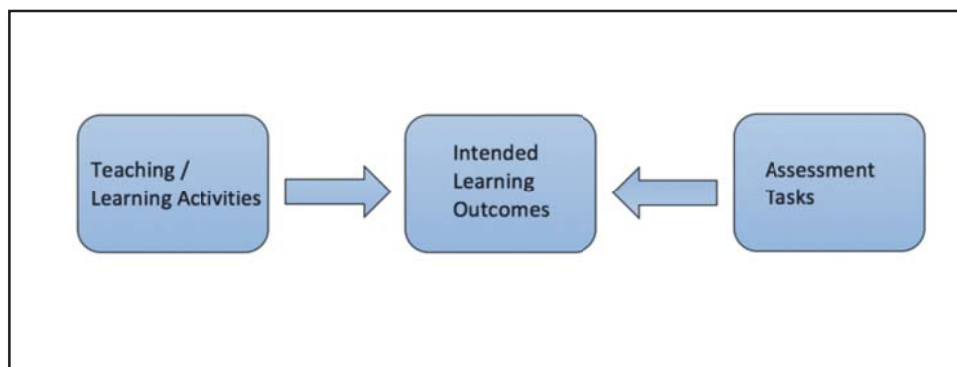 Teaching /
Learning Activities
Intended
Learning
Outcomes
Assessment
Tasks